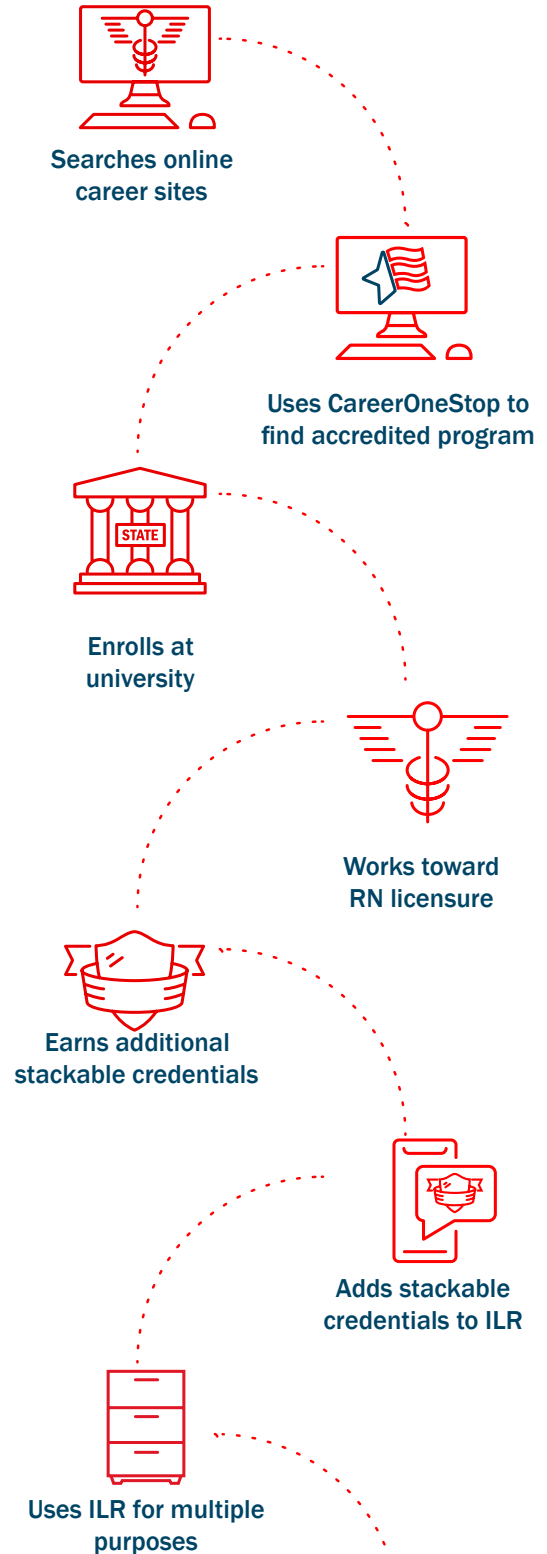 Searches online
career sites
Uses CareerOneStop to
find accredited program
STATE
Enrolls at
university
Works toward
RN licensure
Earns additional
stackable credentials
Adds stackable
credentials to ILR
Uses ILR for multiple
purposes